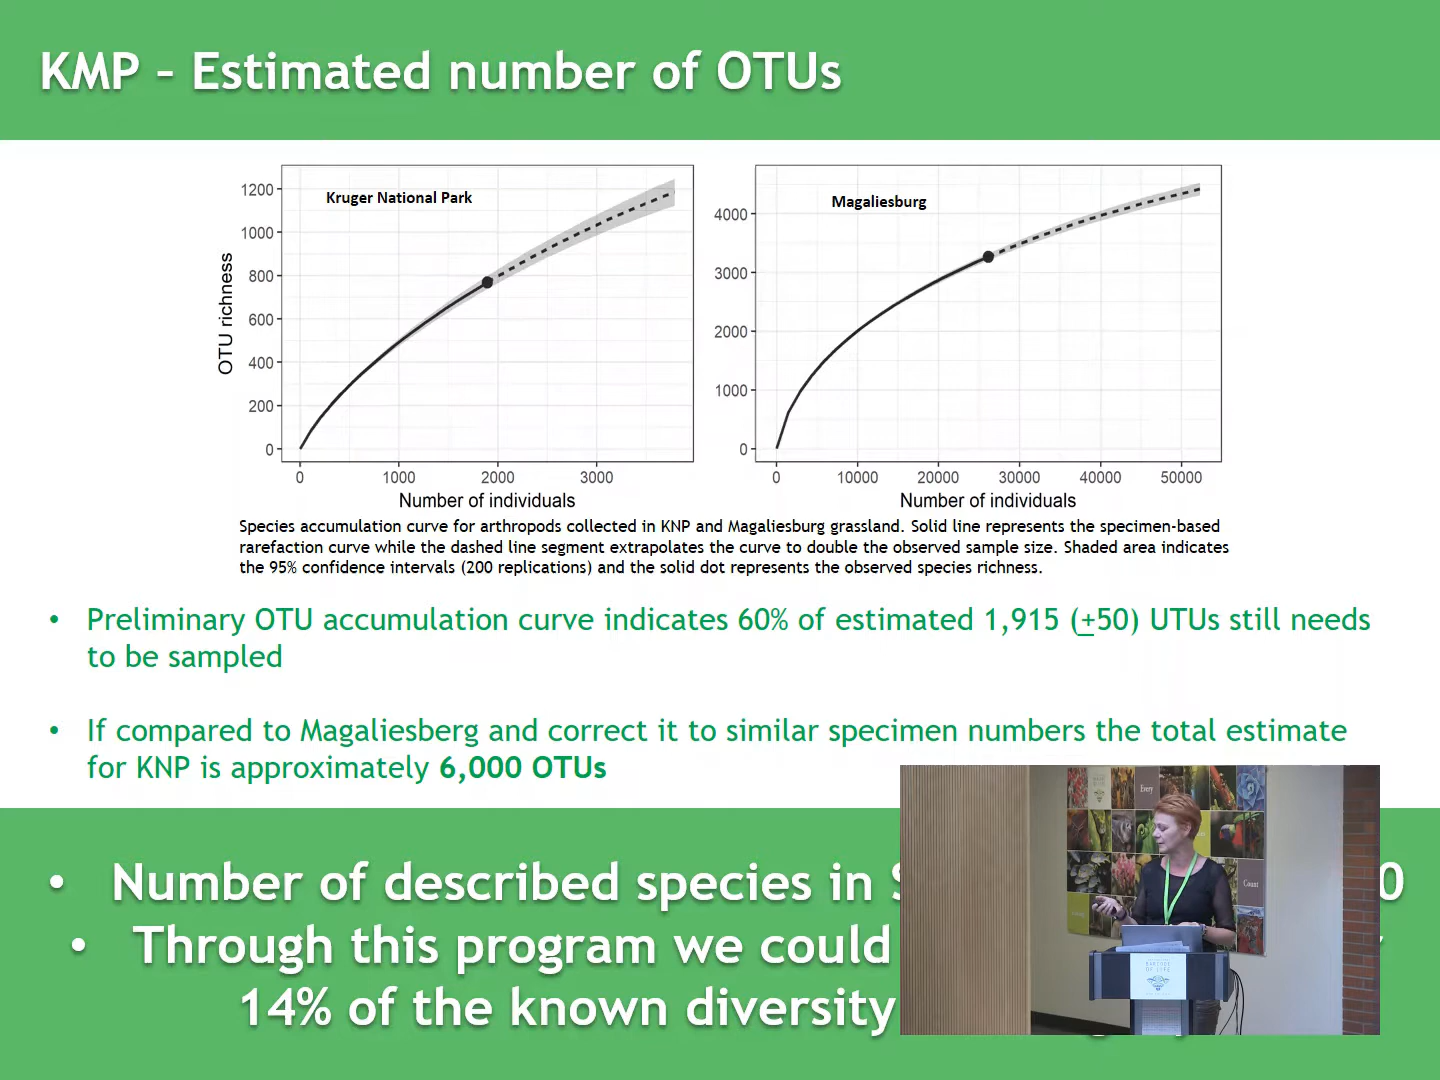 KMP – Estimated number of OTUs
Kruger National Park
OTU richness
1200
1000
800
600
400
200
0
0 1000 2000 3000
Number of individuals
Magaliesburg
4000
3000
2000
1000
0
0 10000 20000 30000 40000 50000
Number of individuals
Species accumulation curve for arthropods collected in KNP and Magaliesburg grassland. Solid line represents the specimen-based
rarefaction curve while the dashed line segment extrapolates the curve to double the observed sample size. Shaded area indicates
the 95% confidence intervals (200 replications) and the solid dot represents the observed species richness.
• Preliminary OTU accumulation curve indicates 60% of estimated 1,915 (±50) UTUs still needs
to be sampled
• If compared to Magaliesberg and correct it to similar specimen numbers the total estimate
for KNP is approximately 6,000 OTUs
• Number of described species in
• Through this program we could
14% of the known diversity
Every
Count
BARCODE
OF LIFE